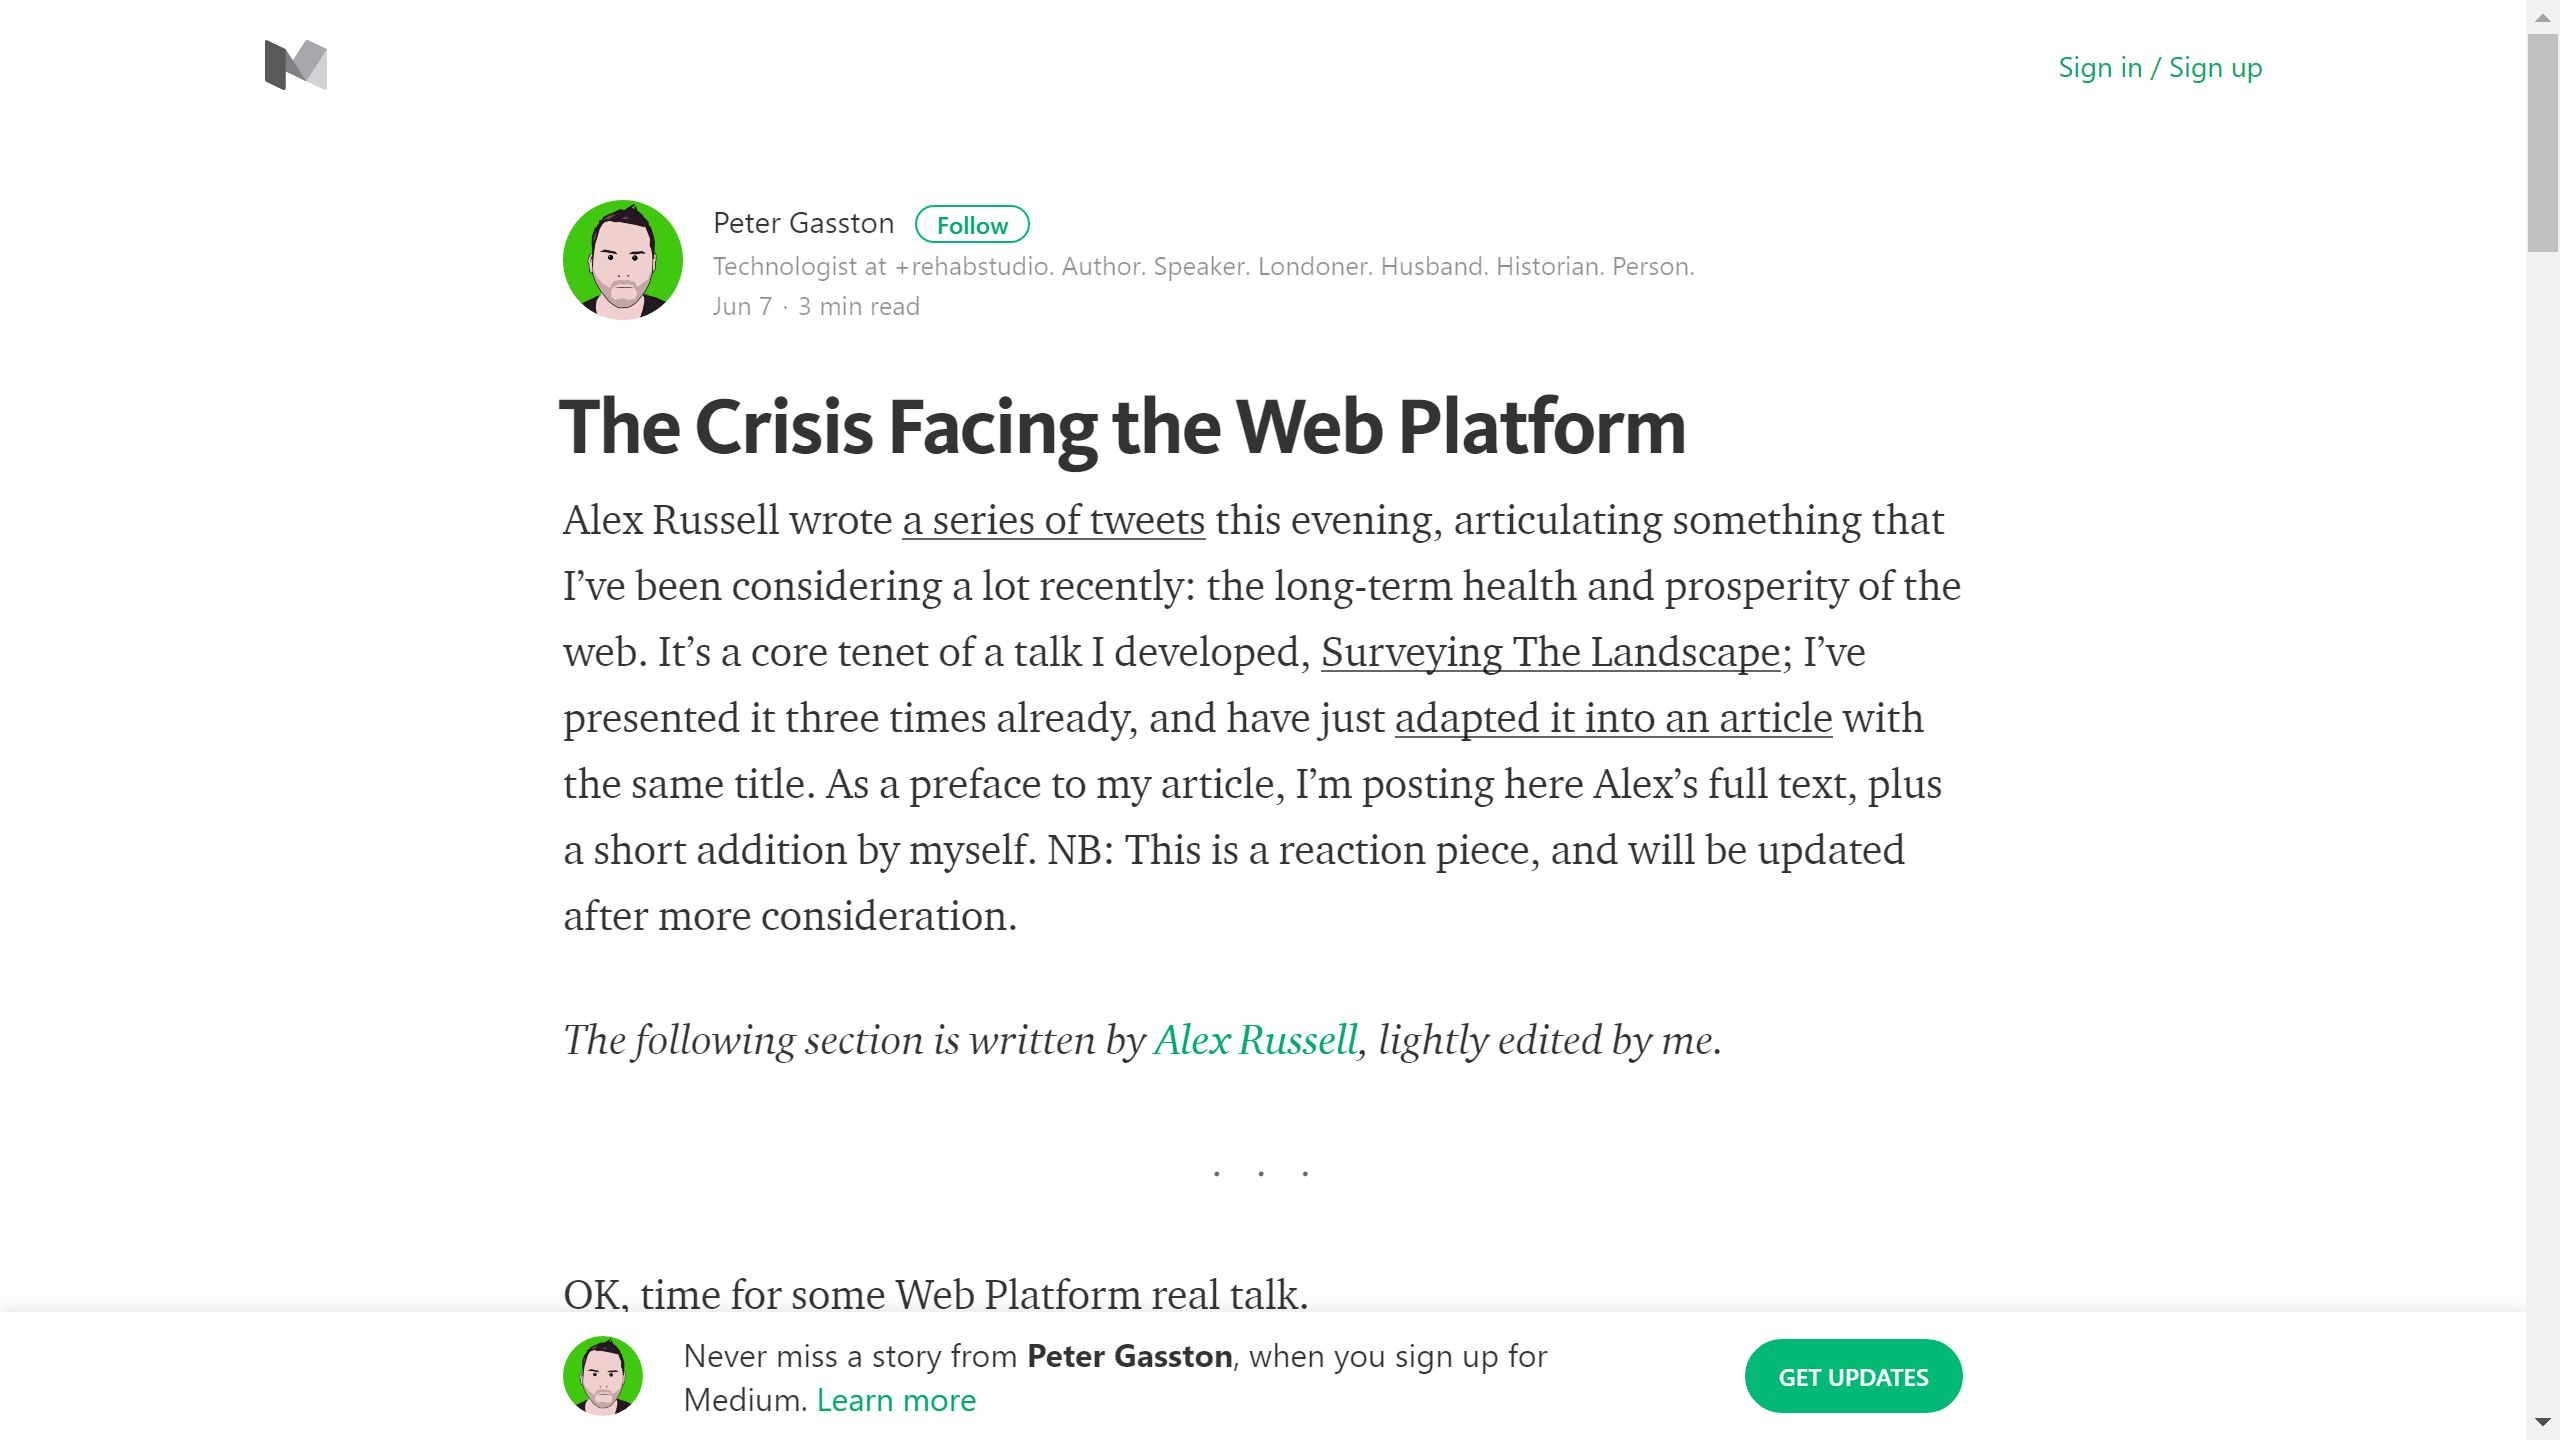 Sign in / Sign up
Peter Gasston Follow
Technologist at +rehabstudio. Author. Speaker. Londoner. Husband. Historian. Person.
Jun 7 · 3 min read
The Crisis Facing the Web Platform
Alex Russell wrote a series of tweets this evening, articulating something that
I’ve been considering a lot recently: the long-term health and prosperity of the
web. It’s a core tenet of a talk I developed, Surveying The Landscape; I’ve
presented it three times already, and have just adapted it into an article with
the same title. As a preface to my article, I’m posting here Alex’s full text, plus
a short addition by myself. NB: This is a reaction piece, and will be updated
after more consideration.
The following section is written by Alex Russell, lightly edited by me.
. . .
OK, time for some Web Platform real talk.
Never miss a story from Peter Gasston, when you sign up for
Medium. Learn more
GET UPDATES